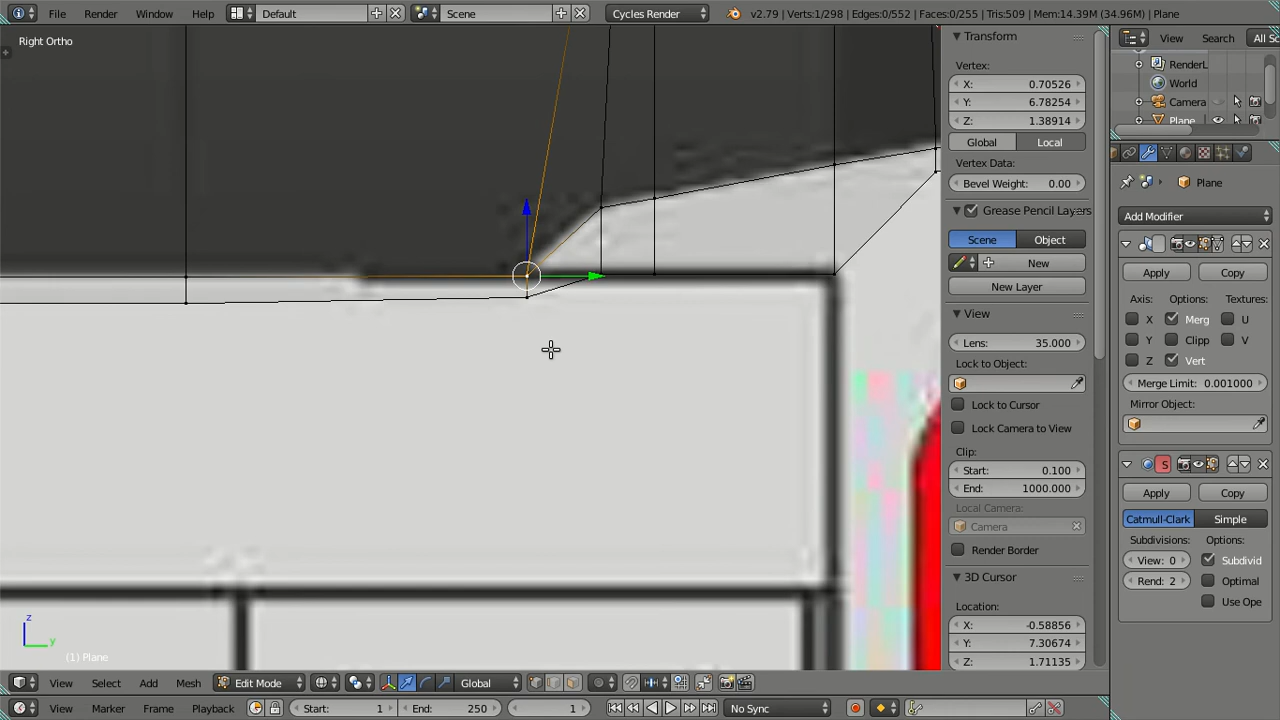 File Render Window Help Default Scene Cycles Render v2.79 | Verts:1/298 | Edges:0/552 | Faces:0/255 | Tris:509 | Mem:14.39M (34.96M) | Plane
Right Ortho
Transform
Vertex:
X: 0.70526
Y: 6.78254
Z: 1.38914
Global Local
Vertex Data:
Bevel Weight: 0.00
Grease Pencil Layers
Scene Object
New
New Layer
View
Lens: 35.000
Lock to Object:
Lock to Cursor
Lock Camera to View
Clip:
Start: 0.100
End: 1000.000
Local Camera:
Camera
Render Border
3D Cursor
Location:
X: -0.58856
Y: 7.30674
Z: 1.71135
View Search All Sc
RenderL
World
Camera
Plane
Plane
Add Modifier
Apply Copy
Axis: Options: Textures:
X Merg U
Y Clipp V
Z Vert
Merge Limit: 0.001000
Mirror Object:
S
Apply Copy
Catmull-Clark Simple
Subdivisions: Options:
View: 0 Subdivid
Rend: 2 Optimal
Use Ope
z
y
(1) Plane
View Select Add Mesh Edit Mode Global
View Marker Frame Playback Start: 1 End: 250 1 No Sync